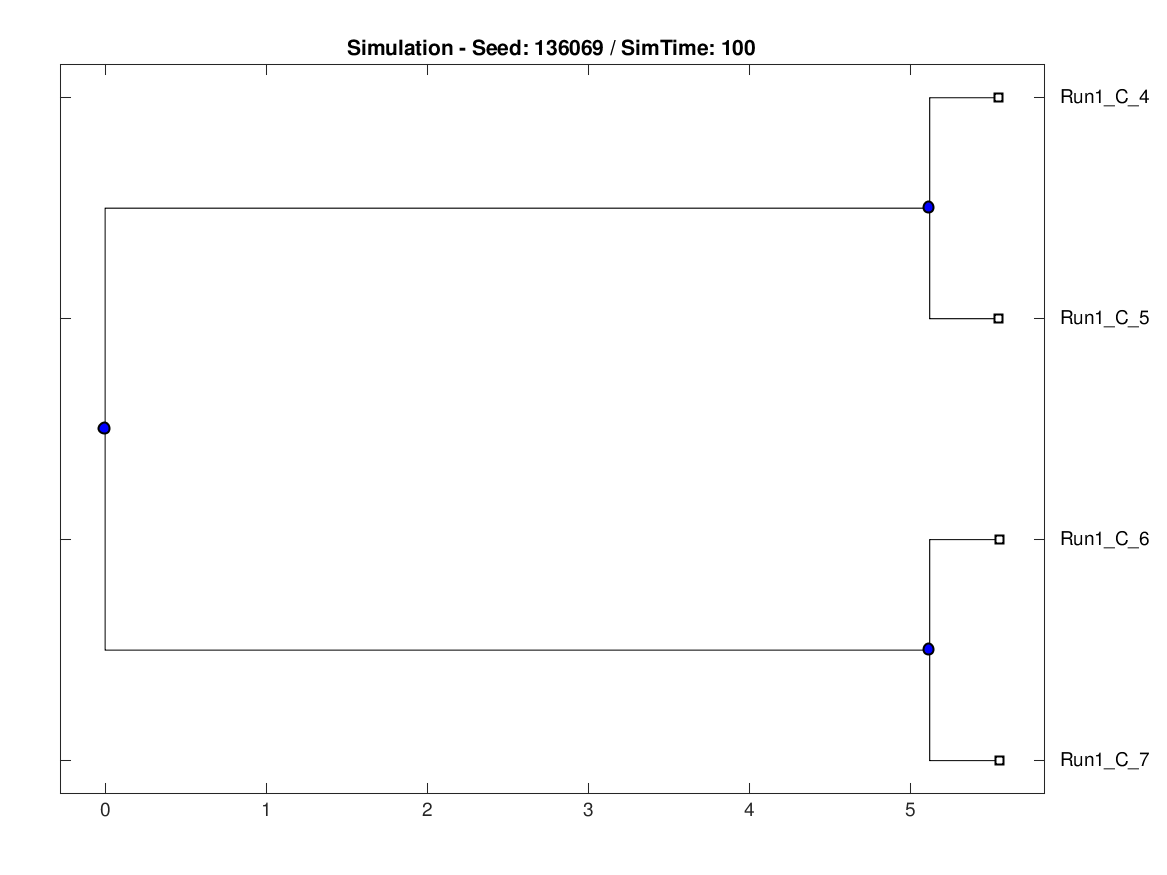 Simulation - Seed: 136069 / SimTime: 100
Run1_C_4
Run1_C_5
Run1_C_6
Run1_C_7
0 1 2 3 4 5